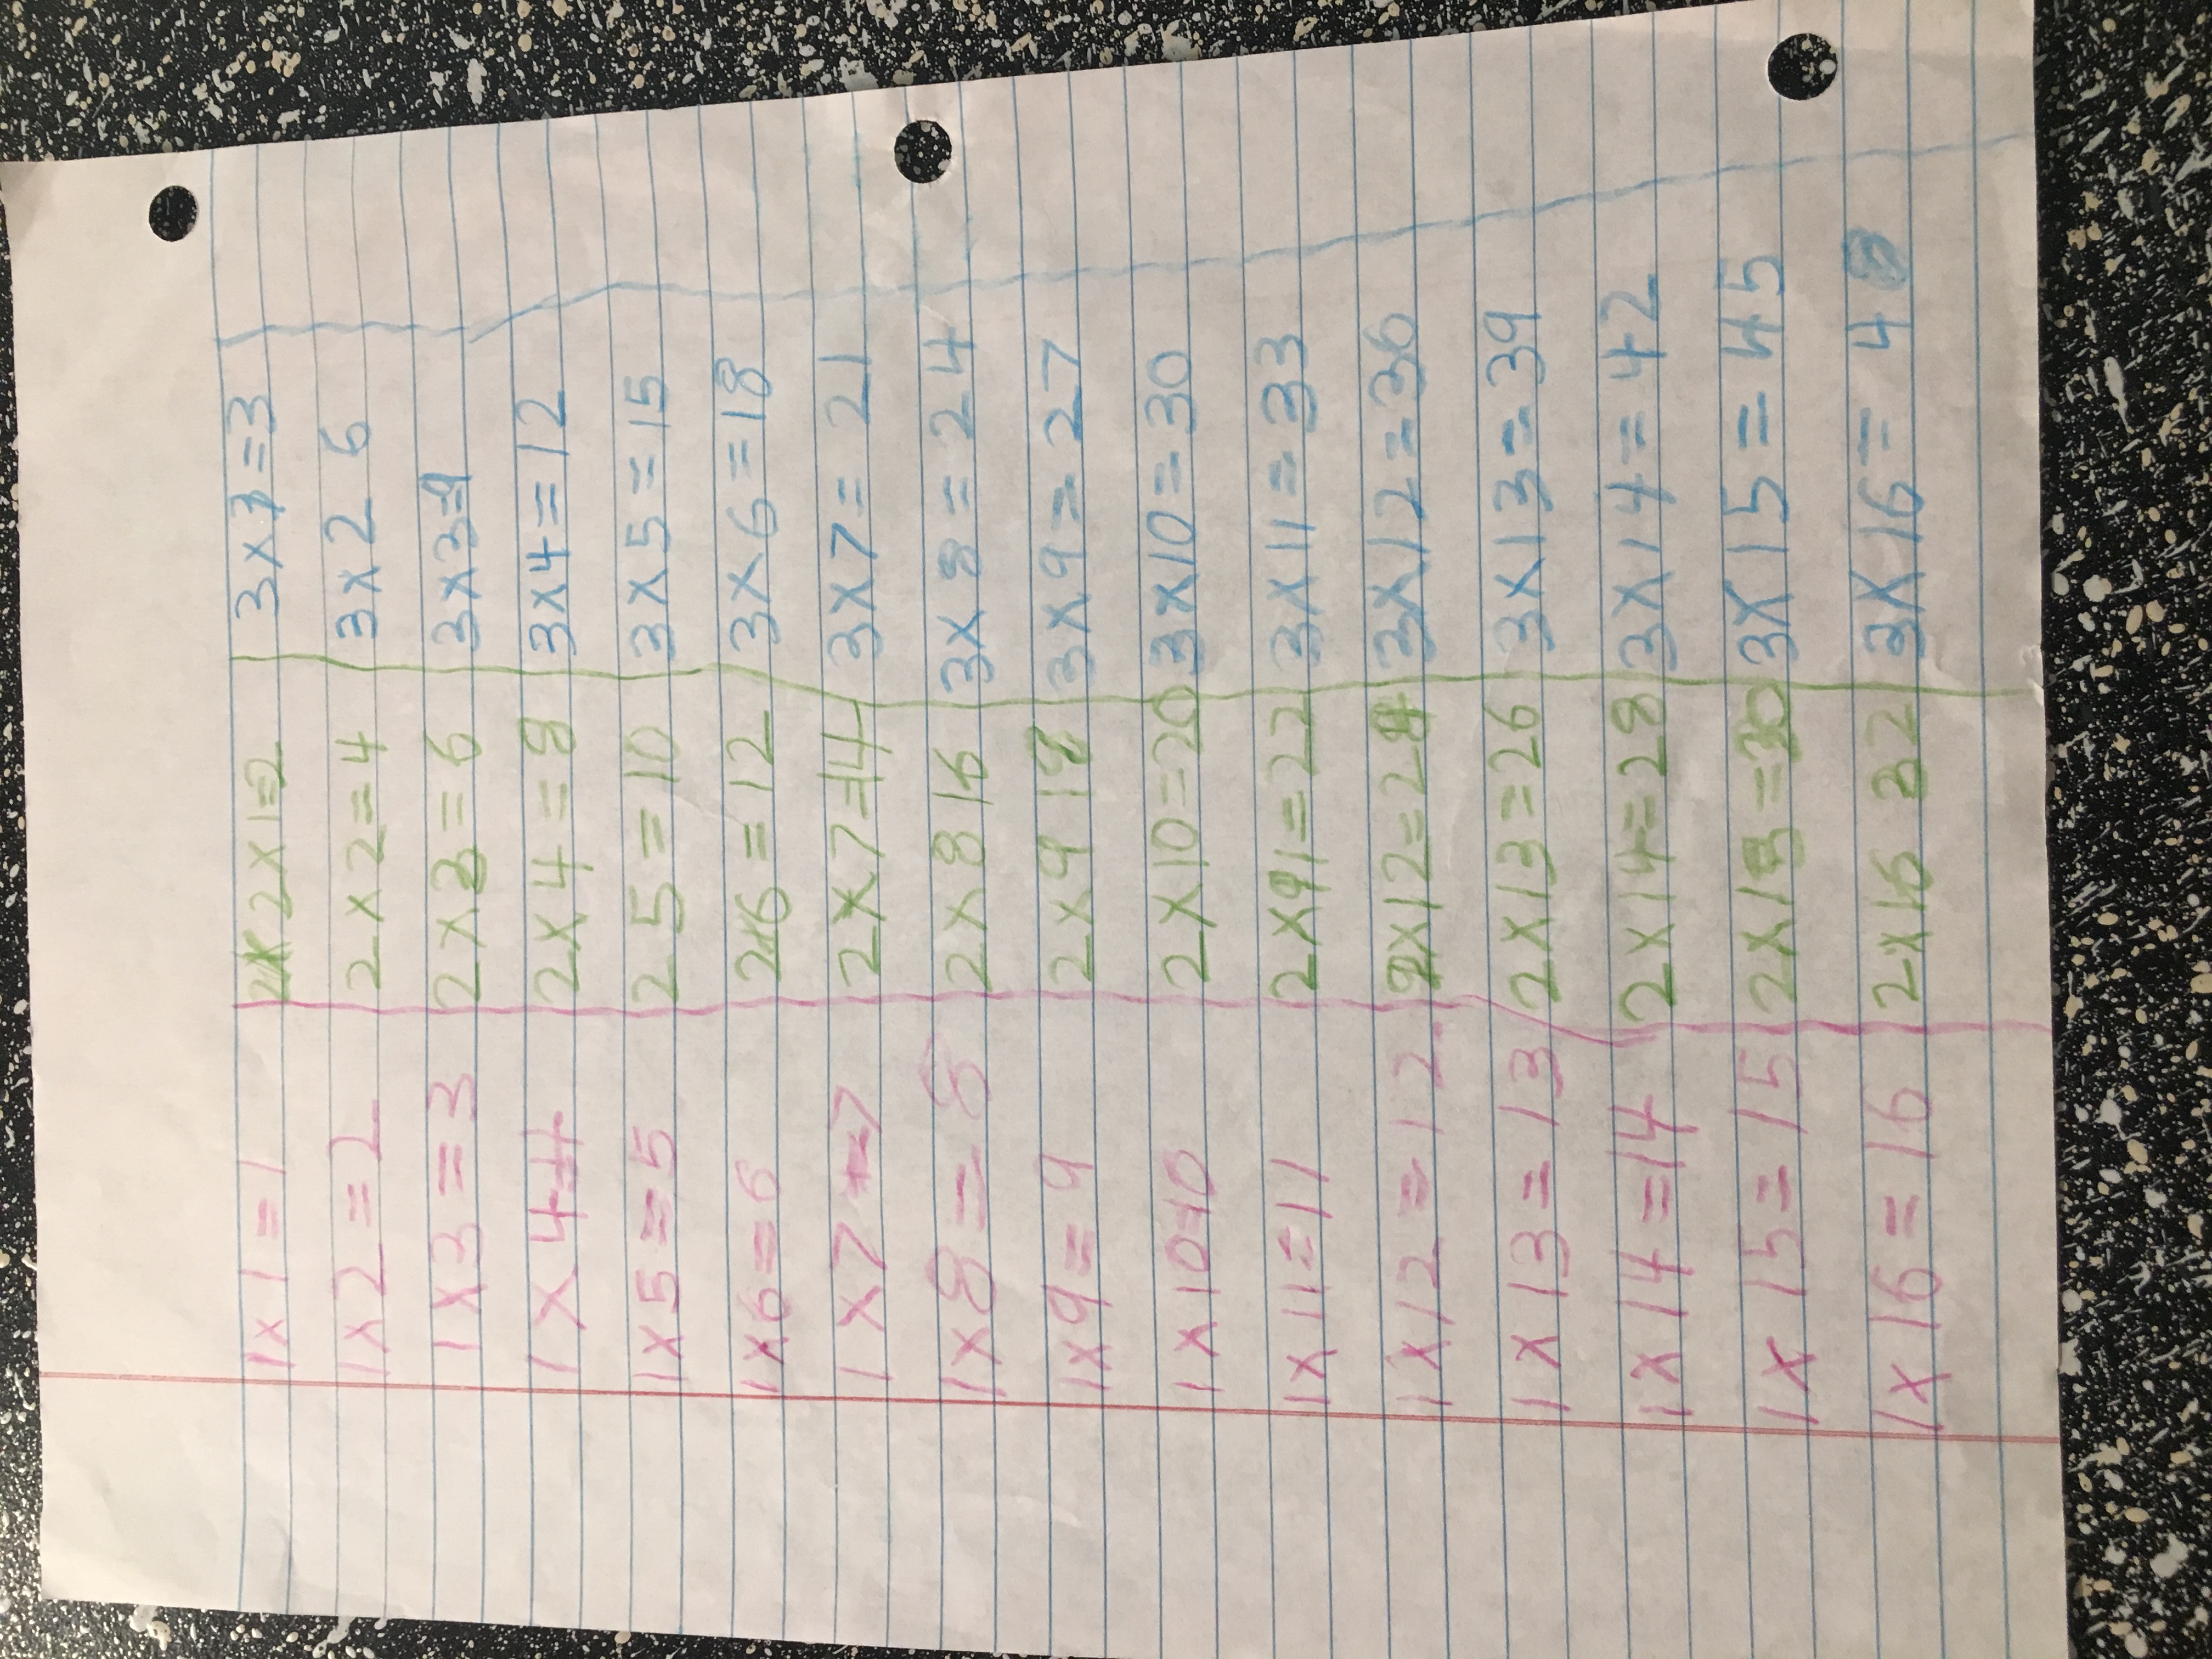 1x1=1 2x2x1=2 3x1=3
1x2=2 2x2=4 3x2 6
1x3=3 2x3=6 3x3=9
1x4=4 2x4=8 3x4=12
1x5=5 2 5=10 3x5=15
1x6=6 2x6=12 3x6=18
1x7=7 2x7=14 3x7=21
1x8=8 2x8 16 3x8=24
1x9=9 2x9 18 3x9=27
1x10=10 2x10=20 3x10=30
1x11=11 2x11=22 3x11=33
1x12=12 2x12=24 3x12=36
1x13=13 2x13=26 3x13=39
1x14=14 2x14=28 3x14=42
1x15=15 2x15=30 3x15=45
1x16=16 2x16 32 3x16=48